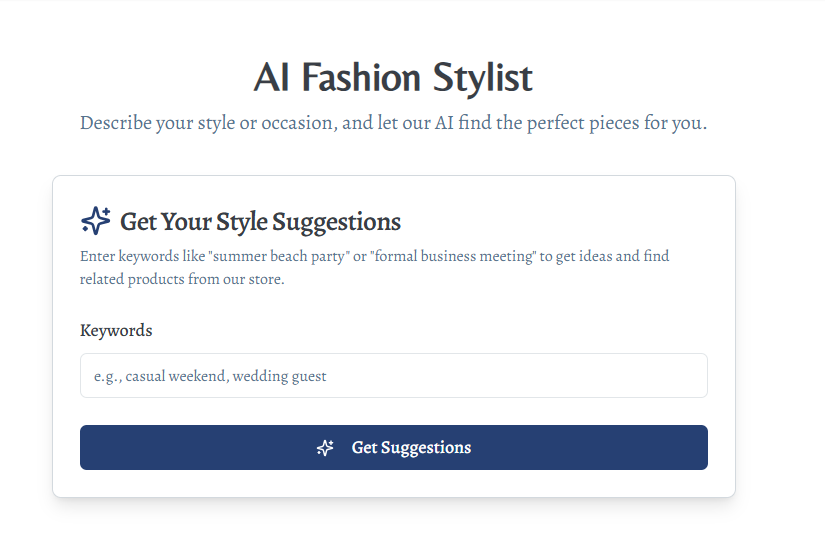 AI Fashion Stylist
Describe your style or occasion, and let our AI find the perfect pieces for you.
Get Your Style Suggestions
Enter keywords like "summer beach party" or "formal business meeting" to get ideas and find
related products from our store.
Keywords
e.g., casual weekend, wedding guest
Get Suggestions